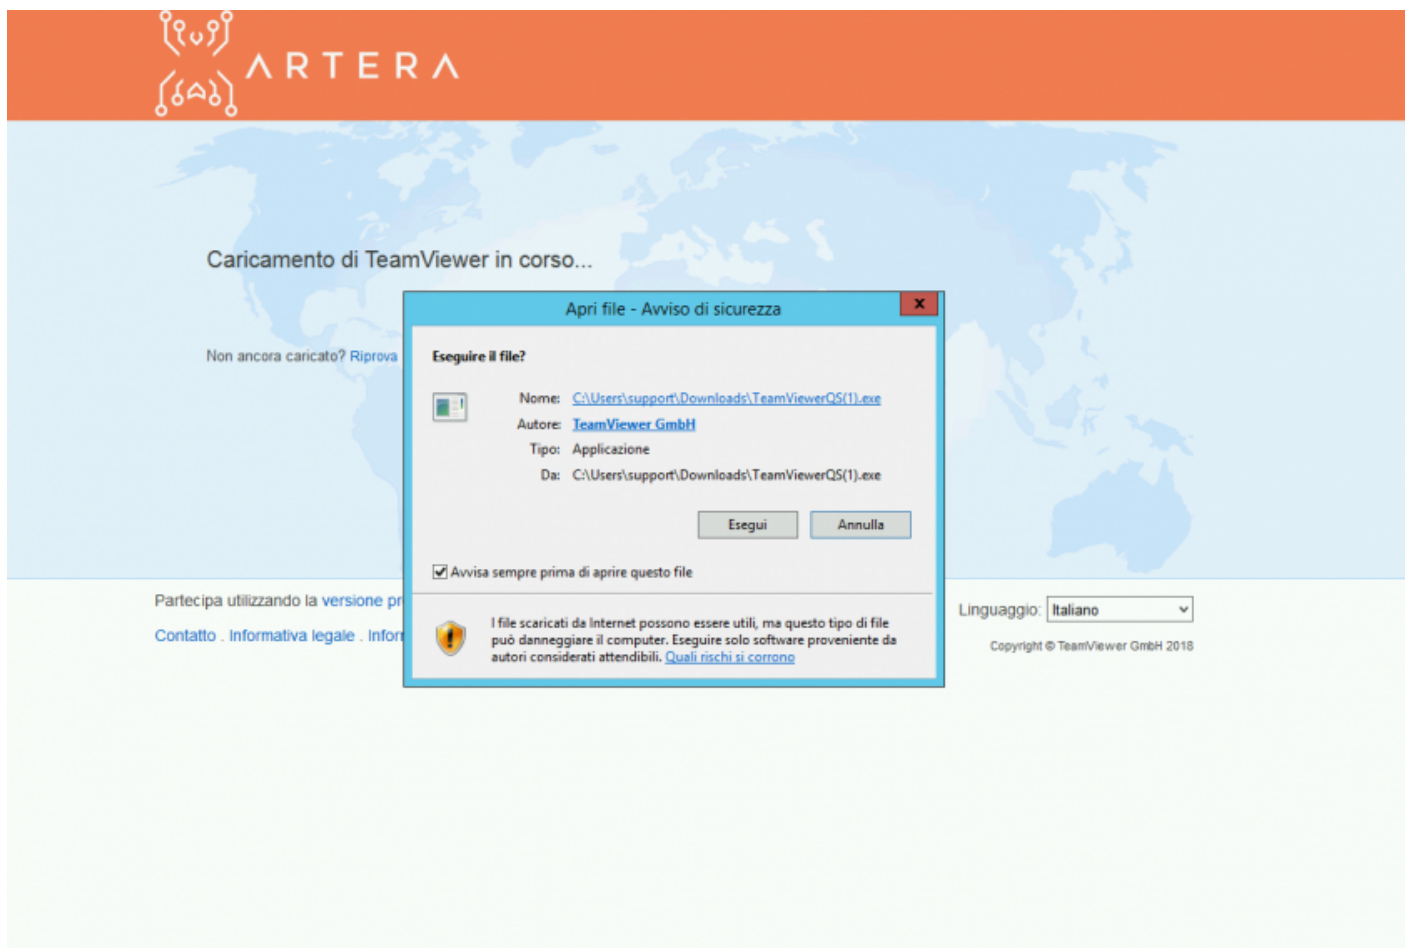 ARTERA
Caricamento di TeamViewer in corso...
Non ancora caricato? Riprova
Apri file - Avviso di sicurezza
x
Eseguire il file?
Nome: C:\Users\support\Downloads\TeamViewerQS(1).exe
Autore: TeamViewer GmbH
Tipo: Applicazione
Da: C:\Users\support\Downloads\TeamViewerQS(1).exe
Esegui Annulla
Avvisa sempre prima di aprire questo file
I file scaricati da Internet possono essere utili, ma questo tipo di file
può danneggiare il computer. Eseguire solo software proveniente da
autori considerati attendibili. Quali rischi si corrono
Partecipa utilizzando la versione pr
Contatto . Informativa legale . Infor
Linguaggio: Italiano
Copyright © TeamViewer GmbH 2018